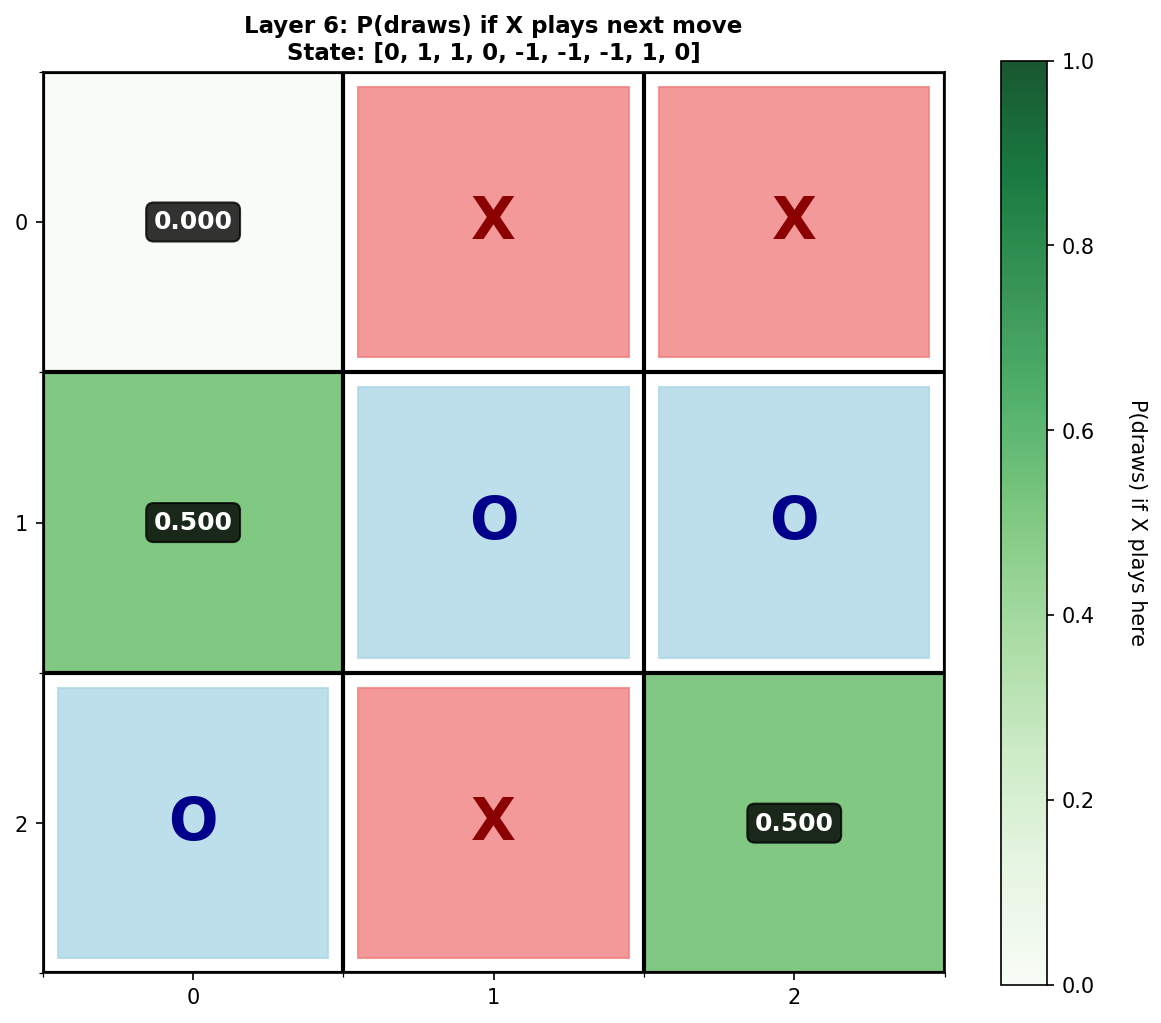 Layer 6: P(draws) if X plays next move
State: [0, 1, 1, 0, -1, -1, -1, 1, 0]
0
0.000
X
X
1
0.500
O
O
2
O
X
0.500
0
1
2
1.0
0.8
0.6
0.4
0.2
0.0
P(draws) if X plays here